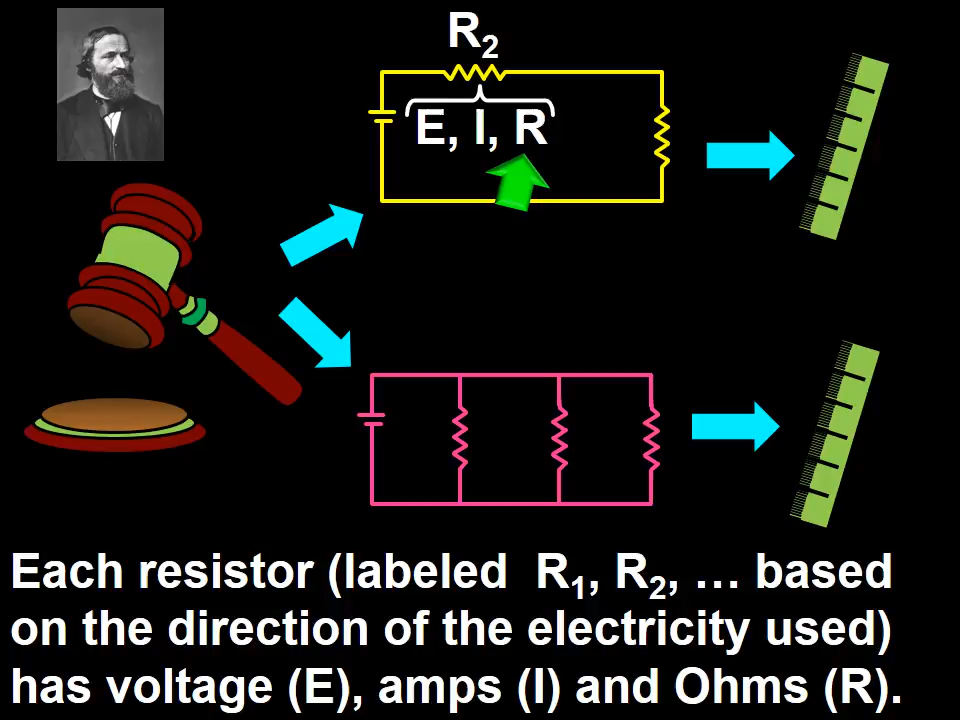 R₂
E, I, R
Each resistor (labeled R₁, R₂, … based
on the direction of the electricity used)
has voltage (E), amps (I) and Ohms (R).